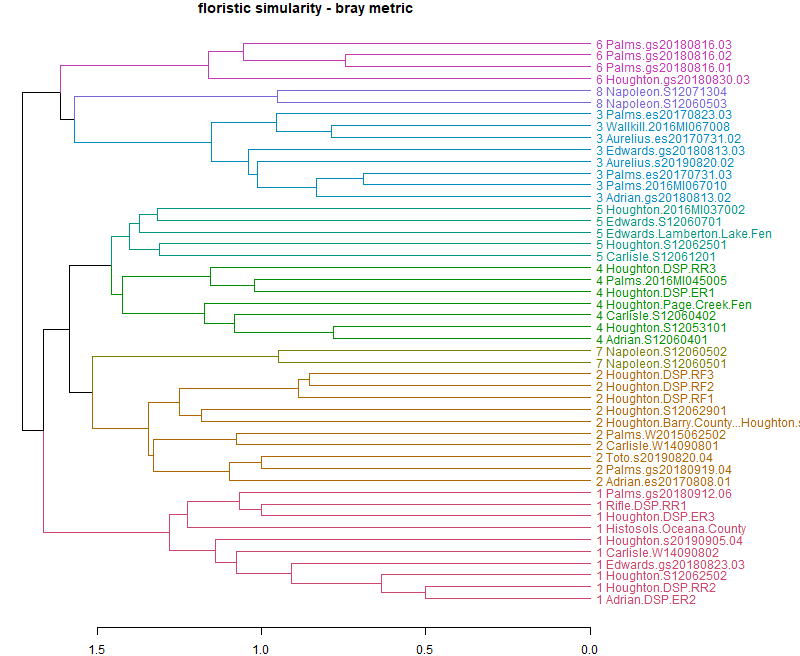 floristic simularity - bray metric
6 Palms.gs20180816.03
6 Palms.gs20180816.02
6 Palms.gs20180816.01
6 Houghton.gs20180830.03
8 Napoleon.S12071304
8 Napoleon.S12060503
3 Palms.es20170823.03
3 Wallkill.2016MI067008
3 Aurelius.es20170731.02
3 Edwards.gs20180813.03
3 Aurelius.s20190820.02
3 Palms.es20170731.03
3 Palms.2016MI067010
3 Adrian.gs20180813.02
5 Houghton.2016MI037002
5 Edwards.S12060701
5 Edwards.Lamberton.Lake.Fen
5 Houghton.S12062501
5 Carlisle.S12061201
4 Houghton.DSP.RR3
4 Palms.2016MI045005
4 Houghton.DSP.ER1
4 Houghton.Page.Creek.Fen
4 Carlisle.S12060402
4 Houghton.S12053101
4 Adrian.S12060401
7 Napoleon.S12060502
7 Napoleon.S12060501
2 Houghton.DSP.RF3
2 Houghton.DSP.RF2
2 Houghton.DSP.RF1
2 Houghton.S12062901
2 Houghton.Barry.County...Houghton.s
2 Palms.W2015062502
2 Carlisle.W14090801
2 Toto.s20190820.04
2 Palms.gs20180919.04
2 Adrian.es20170808.01
1 Palms.gs20180912.06
1 Rifle.DSP.RR1
1 Houghton.DSP.ER3
1 Histosols.Oceana.County
1 Houghton.s20190905.04
1 Carlisle.W14090802
1 Edwards.gs20180823.03
1 Houghton.S12062502
1 Houghton.DSP.RR2
1 Adrian.DSP.ER2
1.5 1.0 0.5 0.0